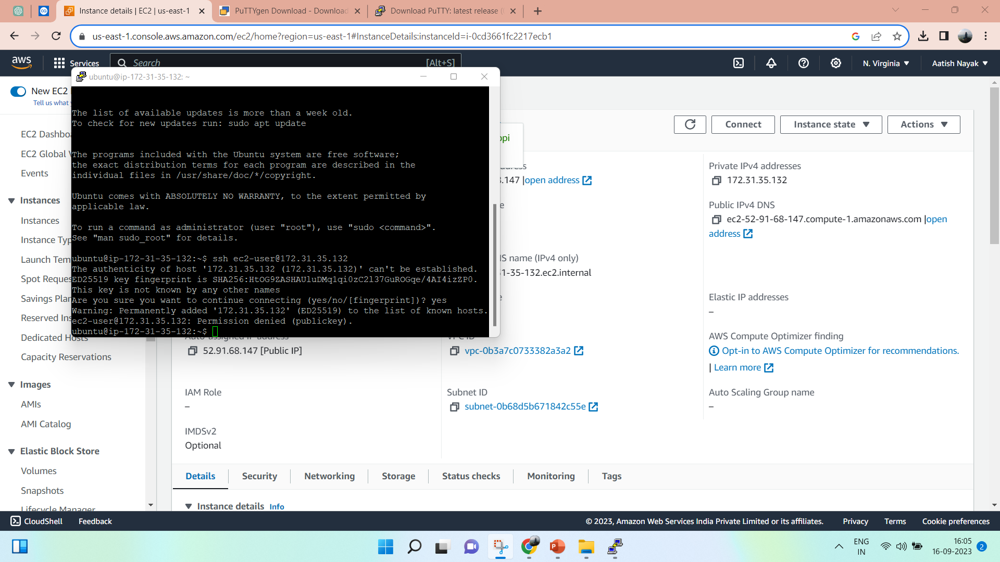 Instance details | EC2 | us-east-1
PuTTYgen Download - Download
Download PuTTY: latest release (
us-east-1.console.aws.amazon.com/ec2/home?region=us-east-1#InstanceDetails:instanceId=i-0cd3661fc2217ecb1
aws
Services
Search
[Alt+S]
N. Virginia
Aatish Nayak
New EC2
Tell us what
EC2 Dashbo
EC2 Global
Events
Instances
Instances
Instance Typ
Launch Tem
Spot Reques
Savings Plan
Reserved Ins
Dedicated Hosts
Capacity Reservations
Images
AMIs
AMI Catalog
Elastic Block Store
Volumes
Snapshots
Lifecycle Manager
ubuntu@ip-172-31-35-132: ~
The list of available updates is more than a week old.
To check for new updates run: sudo apt update
The programs included with the Ubuntu system are free software;
the exact distribution terms for each program are described in the
individual files in /usr/share/doc/*/copyright.
Ubuntu comes with ABSOLUTELY NO WARRANTY, to the extent permitted by
applicable law.
To run a command as administrator (user "root"), use "sudo <command>".
See "man sudo_root" for details.
ubuntu@ip-172-31-35-132:~$ ssh ec2-user@172.31.35.132
The authenticity of host '172.31.35.132 (172.31.35.132)' can't be established.
ED25519 key fingerprint is SHA256:HtOG9ZASHAUluDMq1qi0zC2l37GuROGqe/4AI4izZP0.
This key is not known by any other names
Are you sure you want to continue connecting (yes/no/[fingerprint])? yes
Warning: Permanently added '172.31.35.132' (ED25519) to the list of known hosts.
ec2-user@172.31.35.132: Permission denied (publickey).
ubuntu@ip-172-31-35-132:~$
Connect
Instance state
Actions
opi
.147 |open address
Private IPv4 addresses
172.31.35.132
Public IPv4 DNS
ec2-52-91-68-147.compute-1.amazonaws.com |open
address
S name (IPv4 only)
1-35-132.ec2.internal
Elastic IP addresses
–
Auto-assigned IP address
52.91.68.147 [Public IP]
VPC ID
vpc-0b3a7c0733382a3a2
AWS Compute Optimizer finding
Opt-in to AWS Compute Optimizer for recommendations.
| Learn more
IAM Role
–
Subnet ID
subnet-0b68d5b671842c55e
Auto Scaling Group name
–
IMDSv2
Optional
Details
Security
Networking
Storage
Status checks
Monitoring
Tags
Instance details Info
CloudShell
Feedback
© 2023, Amazon Web Services India Private Limited or its affiliates.
Privacy
Terms
Cookie preferences
ENG
IN
16:05
16-09-2023
2